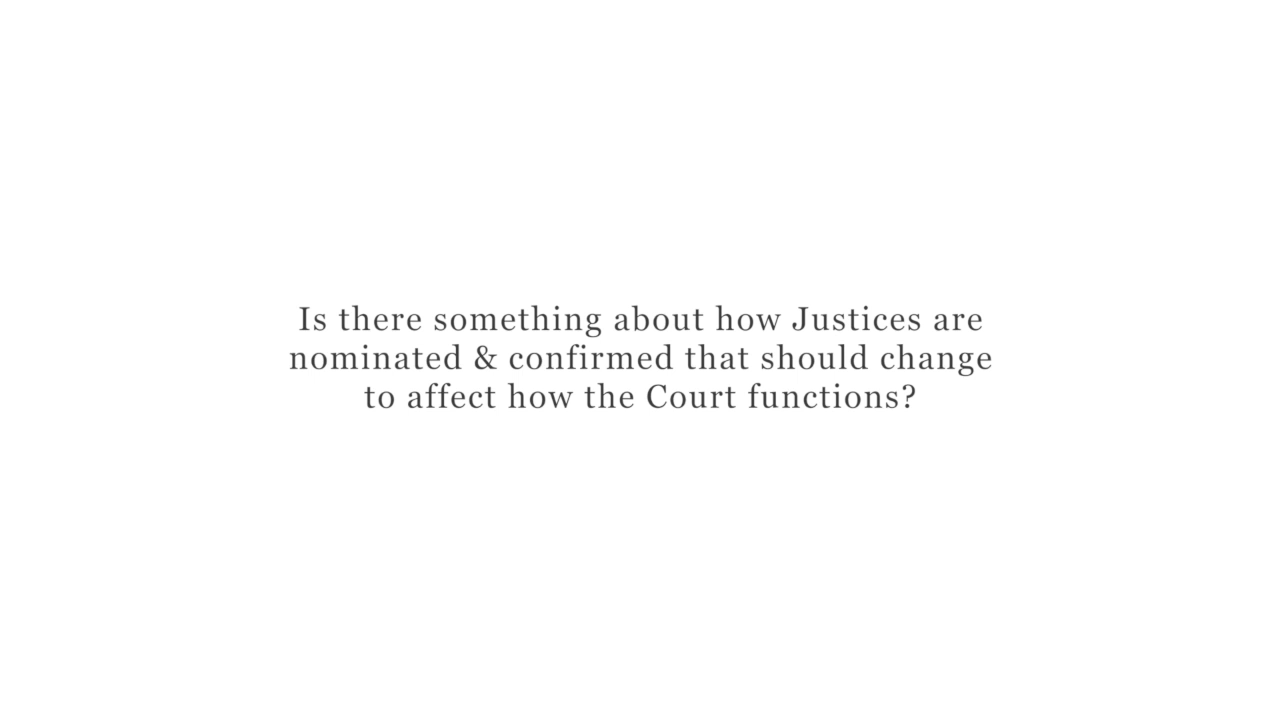 Is there something about how Justices are
nominated & confirmed that should change
to affect how the Court functions?